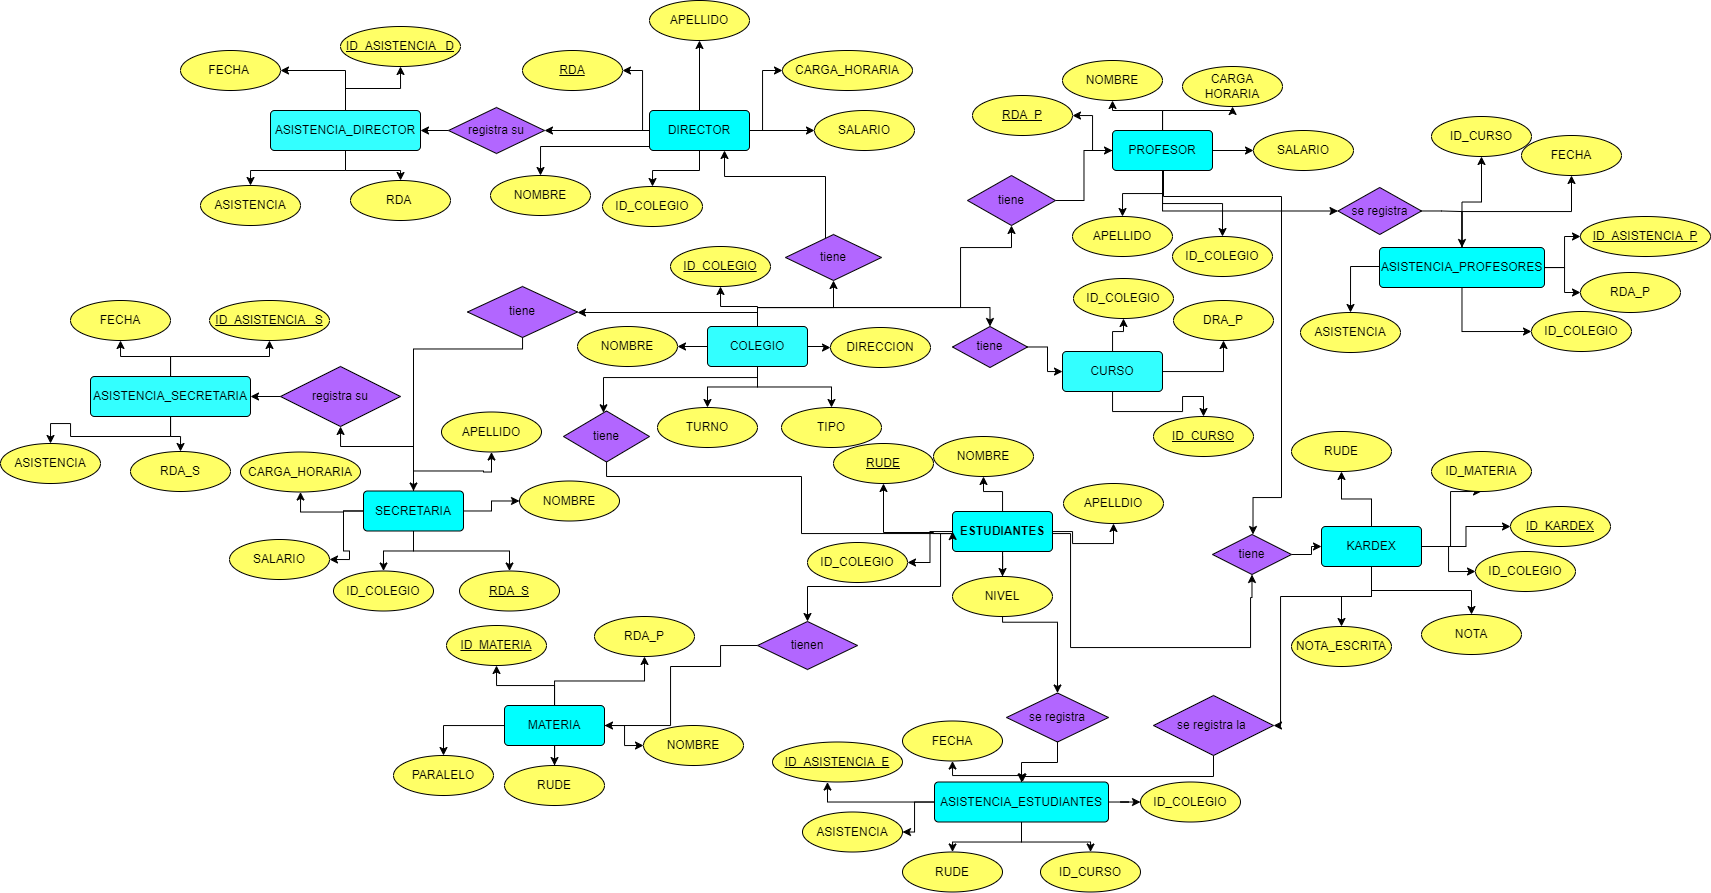 APELLIDO
ID_ASISTENCIA_D
FECHA
RDA
CARGA_HORARIA
NOMBRE
CARGA
HORARIA
RDA_P
ASISTENCIA_DIRECTOR
registra su
DIRECTOR
SALARIO
PROFESOR
SALARIO
ID_CURSO
FECHA
ASISTENCIA
RDA
NOMBRE
ID_COLEGIO
tiene
se registra
APELLIDO
ID_COLEGIO
ID_ASISTENCIA_P
ID_COLEGIO
tiene
ASISTENCIA_PROFESORES
RDA_P
ID_COLEGIO
FECHA
ID_ASISTENCIA_S
tiene
DRA_P
ASISTENCIA
ID_COLEGIO
NOMBRE
COLEGIO
DIRECCION
tiene
CURSO
ASISTENCIA_SECRETARIA
registra su
TURNO
TIPO
ID_CURSO
tiene
APELLIDO
ASISTENCIA
RDA_S
CARGA_HORARIA
RUDE
NOMBRE
RUDE
ID_MATERIA
SECRETARIA
NOMBRE
APELLDIO
ESTUDIANTES
ID_KARDEX
SALARIO
ID_COLEGIO
tiene
KARDEX
ID_COLEGIO
ID_COLEGIO
RDA_S
NIVEL
ID_MATERIA
RDA_P
tienen
NOTA_ESCRITA
NOTA
MATERIA
NOMBRE
se registra
se registra la
PARALELO
RUDE
FECHA
ID_ASISTENCIA_E
ASISTENCIA_ESTUDIANTES
ID_COLEGIO
ASISTENCIA
RUDE
ID_CURSO